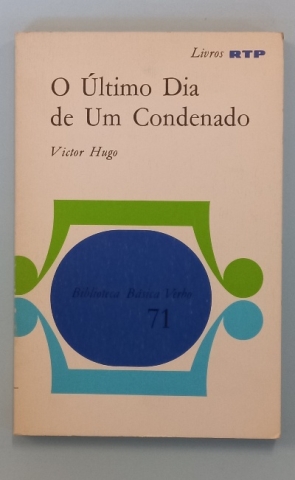 Livros RTP
O Último Dia
de Um Condenado
Victor Hugo
Biblioteca Básica Verbo
71